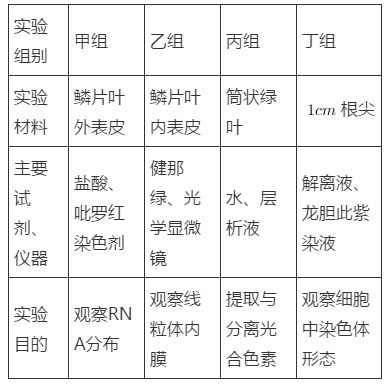 实验
组别
甲组
乙组
丙组
丁组
实验
材料
鳞片叶
外表皮
鳞片叶
内表皮
筒状绿
叶
1cm 根尖
主要
试
剂、
仪器
盐酸、
吡罗红
染色剂
健那
绿、光
学显微
镜
水、层
析液
解离液、
龙胆此紫
染液
实验
目的
观察RN
A分布
观察线
粒体内
膜
提取与
分离光
合色素
观察细胞
中染色体
形态